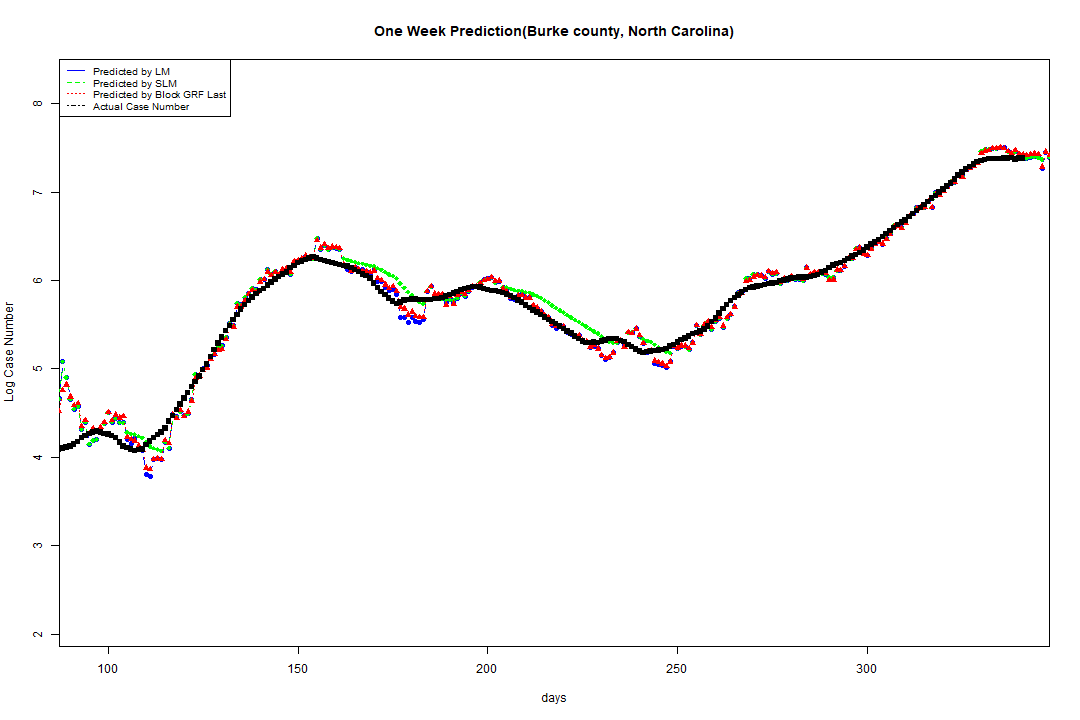 One Week Prediction(Burke county, North Carolina)
Predicted by LM
Predicted by SLM
Predicted by Block GRF Last
Actual Case Number
8
7
6
5
4
3
2
Log Case Number
100 150 200 250 300
days